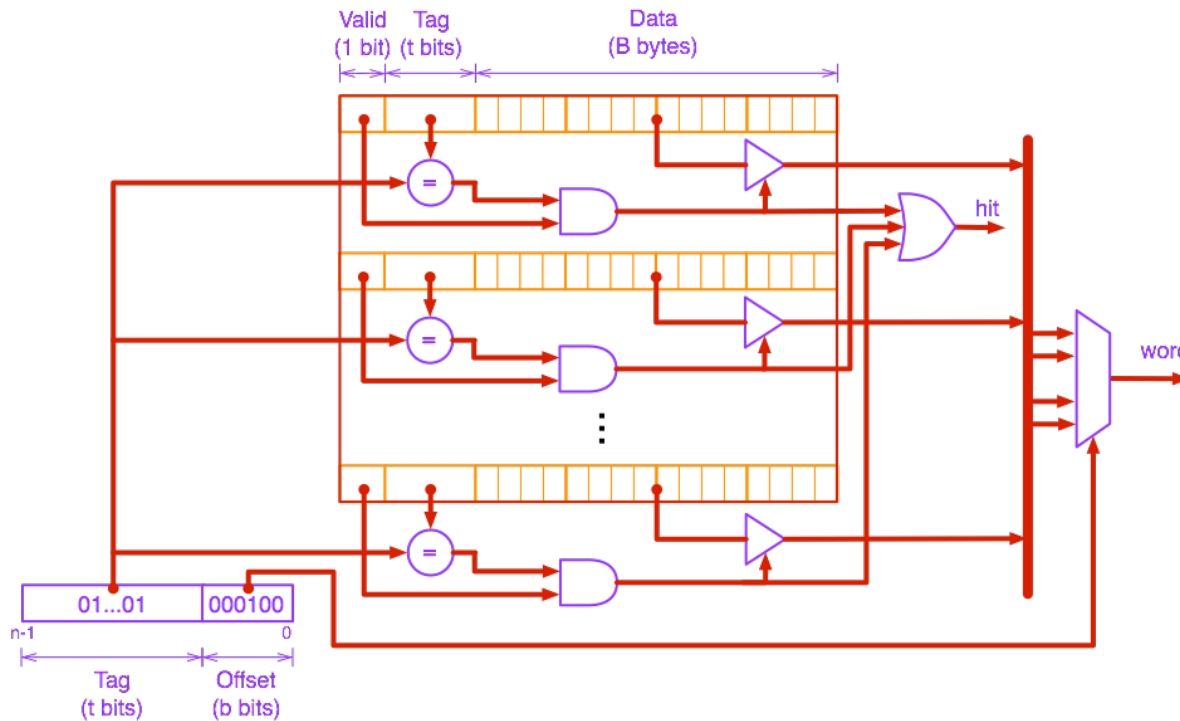 Valid
(1 bit)
Tag
(t bits)
Data
(B bytes)
=
hit
=
word
⋮
=
01...01
000100
n-1
0
Tag
(t bits)
Offset
(b bits)